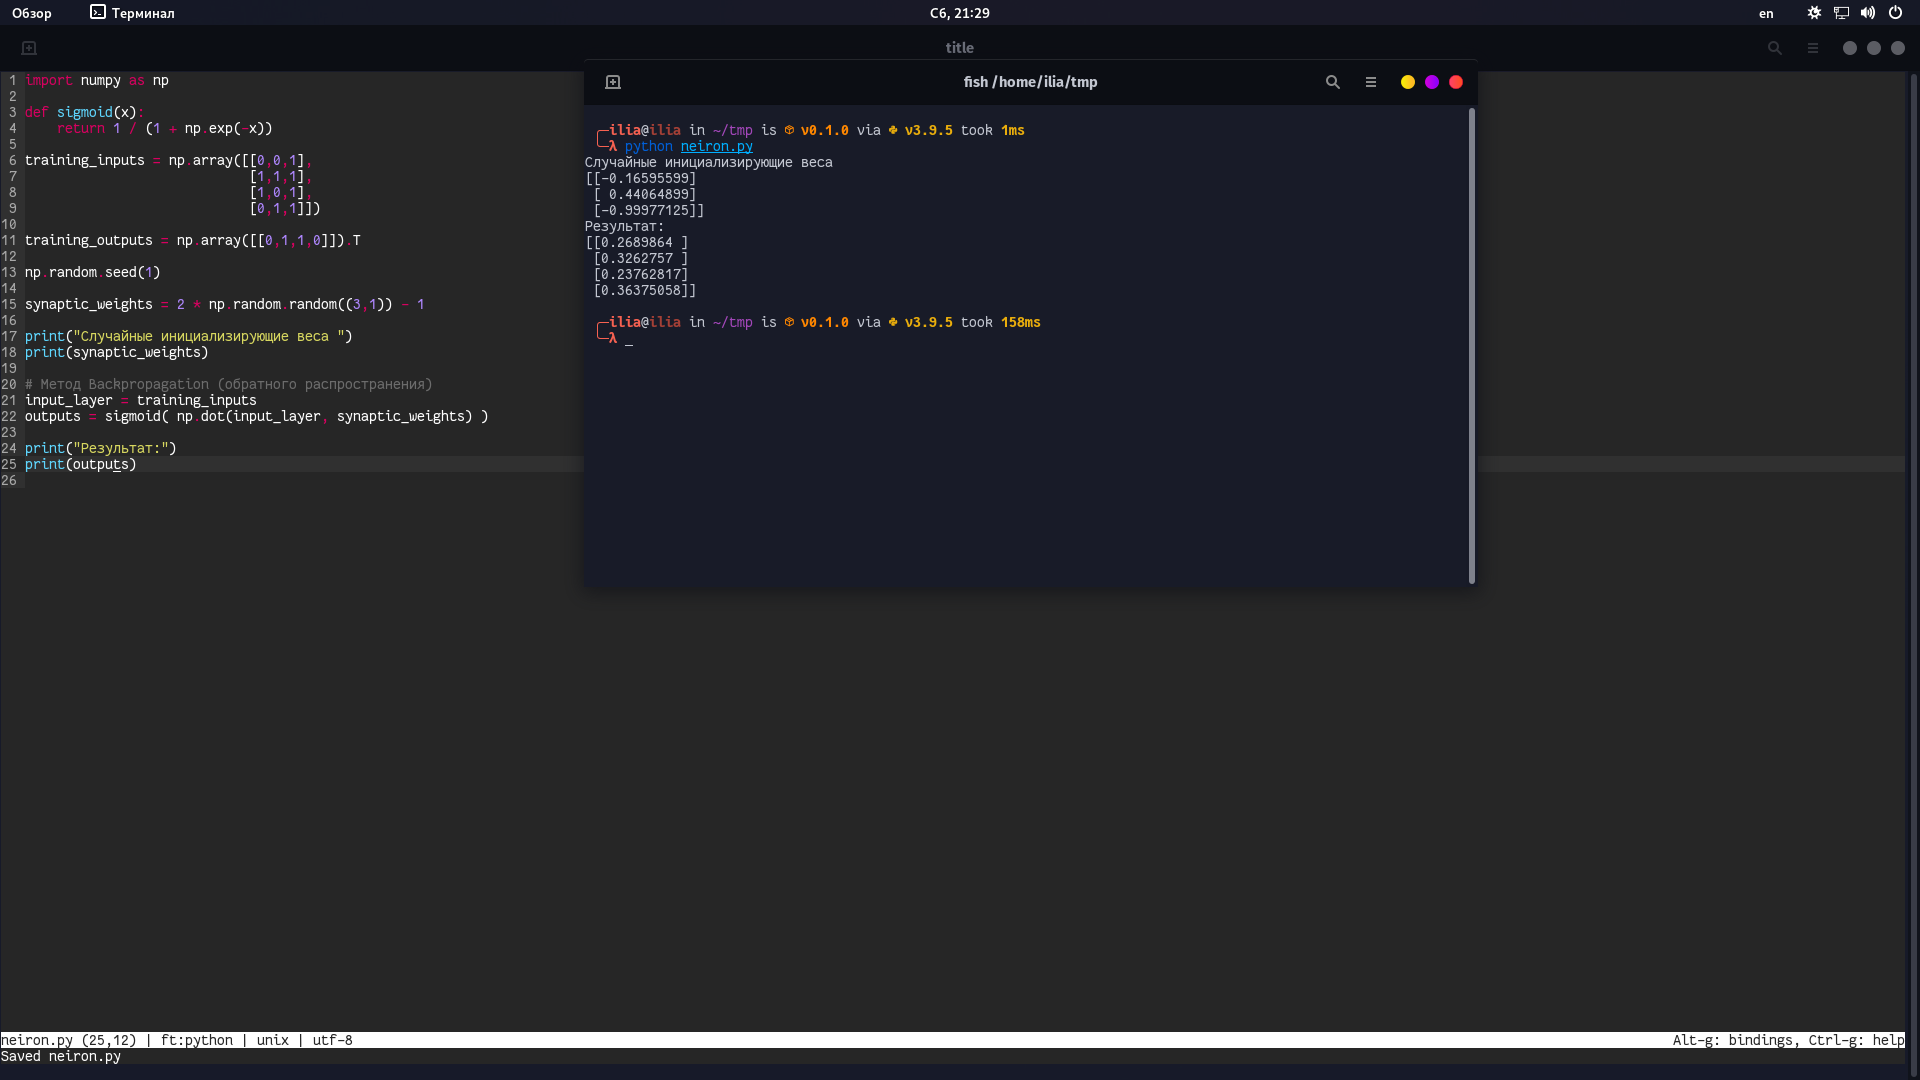 Обзор Терминал Сб, 21:29 en
title
1 import numpy as np
2
3 def sigmoid(x):
4     return 1 / (1 + np.exp(-x))
5
6 training_inputs = np.array([[0,0,1],
7                             [1,1,1],
8                             [1,0,1],
9                             [0,1,1]])
10
11 training_outputs = np.array([[0,1,1,0]]).T
12
13 np.random.seed(1)
14
15 synaptic_weights = 2 * np.random.random((3,1)) - 1
16
17 print("Случайные инициализирующие веса ")
18 print(synaptic_weights)
19
20 # Метод Backpropagation (обратного распространения)
21 input_layer = training_inputs
22 outputs = sigmoid( np.dot(input_layer, synaptic_weights) )
23
24 print("Результат:")
25 print(outputs)
26
fish /home/ilia/tmp
ilia@ilia in ~/tmp is v0.1.0 via v3.9.5 took 1ms
λ python neiron.py
Случайные инициализирующие веса
[[-0.16595599]
 [ 0.44064899]
 [-0.99977125]]
Результат:
[[0.2689864 ]
 [0.3262757 ]
 [0.23762817]
 [0.36375058]]
ilia@ilia in ~/tmp is v0.1.0 via v3.9.5 took 158ms
λ _
neiron.py (25,12) | ft:python | unix | utf-8 Alt-g: bindings, Ctrl-g: help
Saved neiron.py